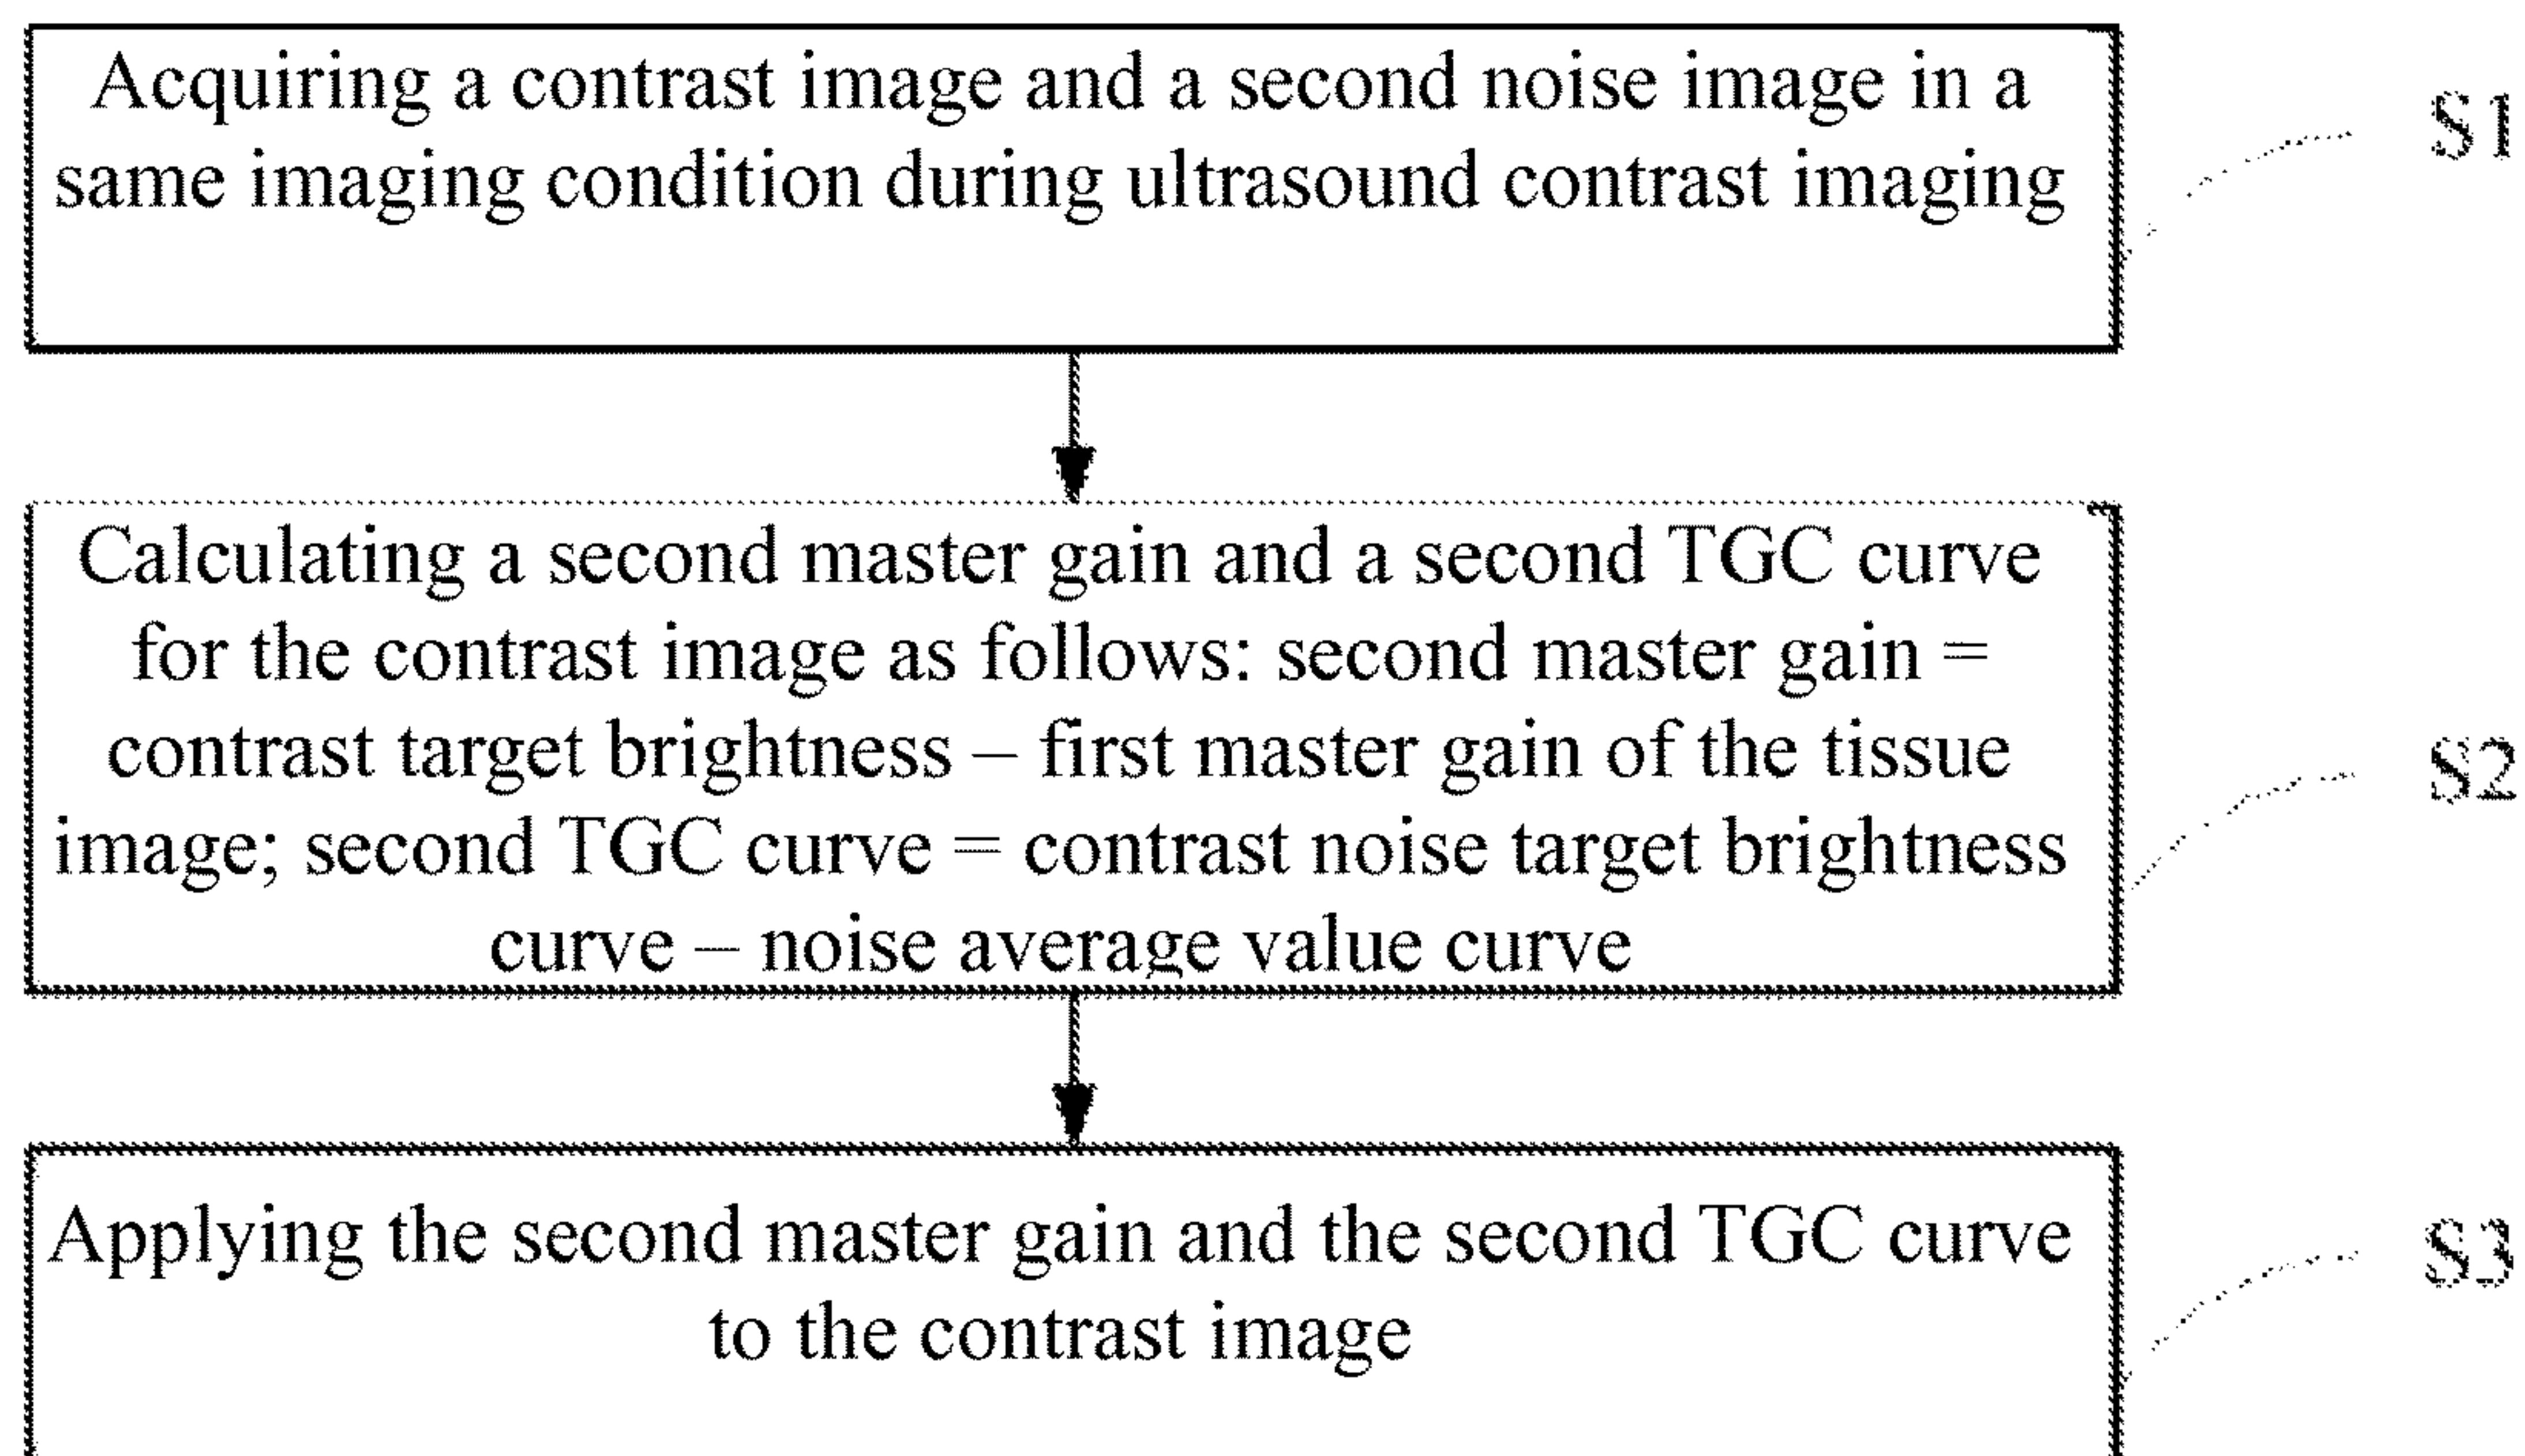 Acquiring a contrast image and a second noise image in a
same imaging condition during ultrasound contrast imaging
S1
Calculating a second master gain and a second TGC curve
for the contrast image as follows: second master gain =
contrast target brightness – first master gain of the tissue
image; second TGC curve = contrast noise target brightness
curve – noise average value curve
S2
Applying the second master gain and the second TGC curve
to the contrast image
S3